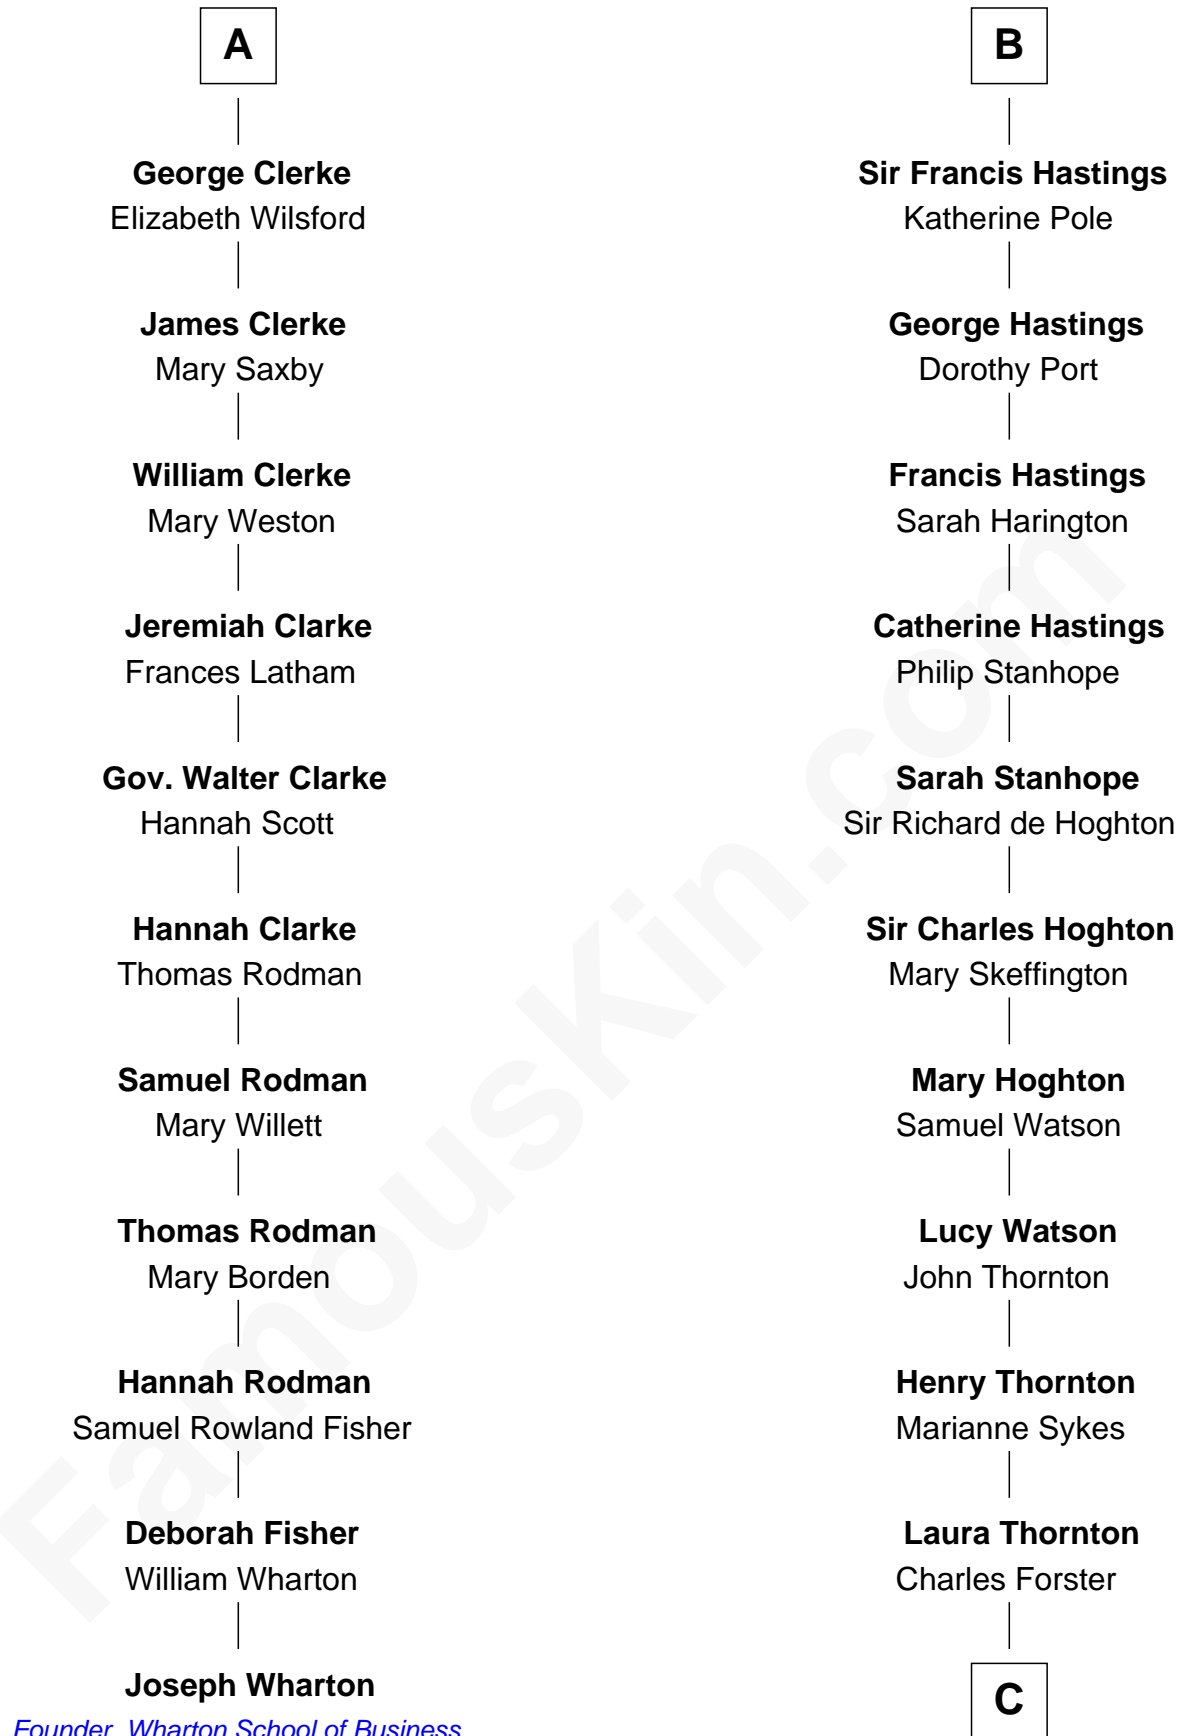 A
George Clerke
Elizabeth Wilsford
James Clerke
Mary Saxby
William Clerke
Mary Weston
Jeremiah Clarke
Frances Latham
Gov. Walter Clarke
Hannah Scott
Hannah Clarke
Thomas Rodman
Samuel Rodman
Mary Willett
Thomas Rodman
Mary Borden
Hannah Rodman
Samuel Rowland Fisher
Deborah Fisher
William Wharton
Joseph Wharton
Founder, Wharton School of Business
B
Sir Francis Hastings
Katherine Pole
George Hastings
Dorothy Port
Francis Hastings
Sarah Harington
Catherine Hastings
Philip Stanhope
Sarah Stanhope
Sir Richard de Hoghton
Sir Charles Hoghton
Mary Skeffington
Mary Hoghton
Samuel Watson
Lucy Watson
John Thornton
Henry Thornton
Marianne Sykes
Laura Thornton
Charles Forster
C
FamousKin.com